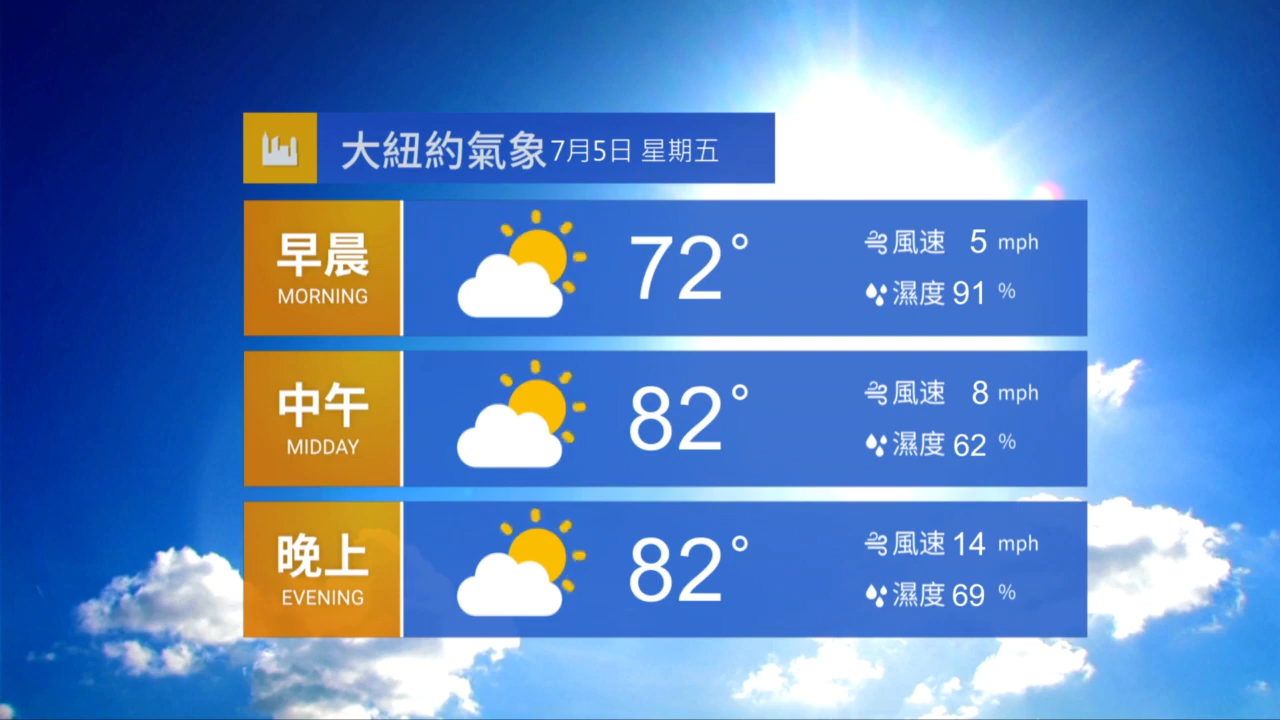 大紐約氣象 7月5日 星期五
早晨
MORNING
72°
風速 5 mph
濕度 91 %
中午
MIDDAY
82°
風速 8 mph
濕度 62 %
晚上
EVENING
82°
風速 14 mph
濕度 69 %